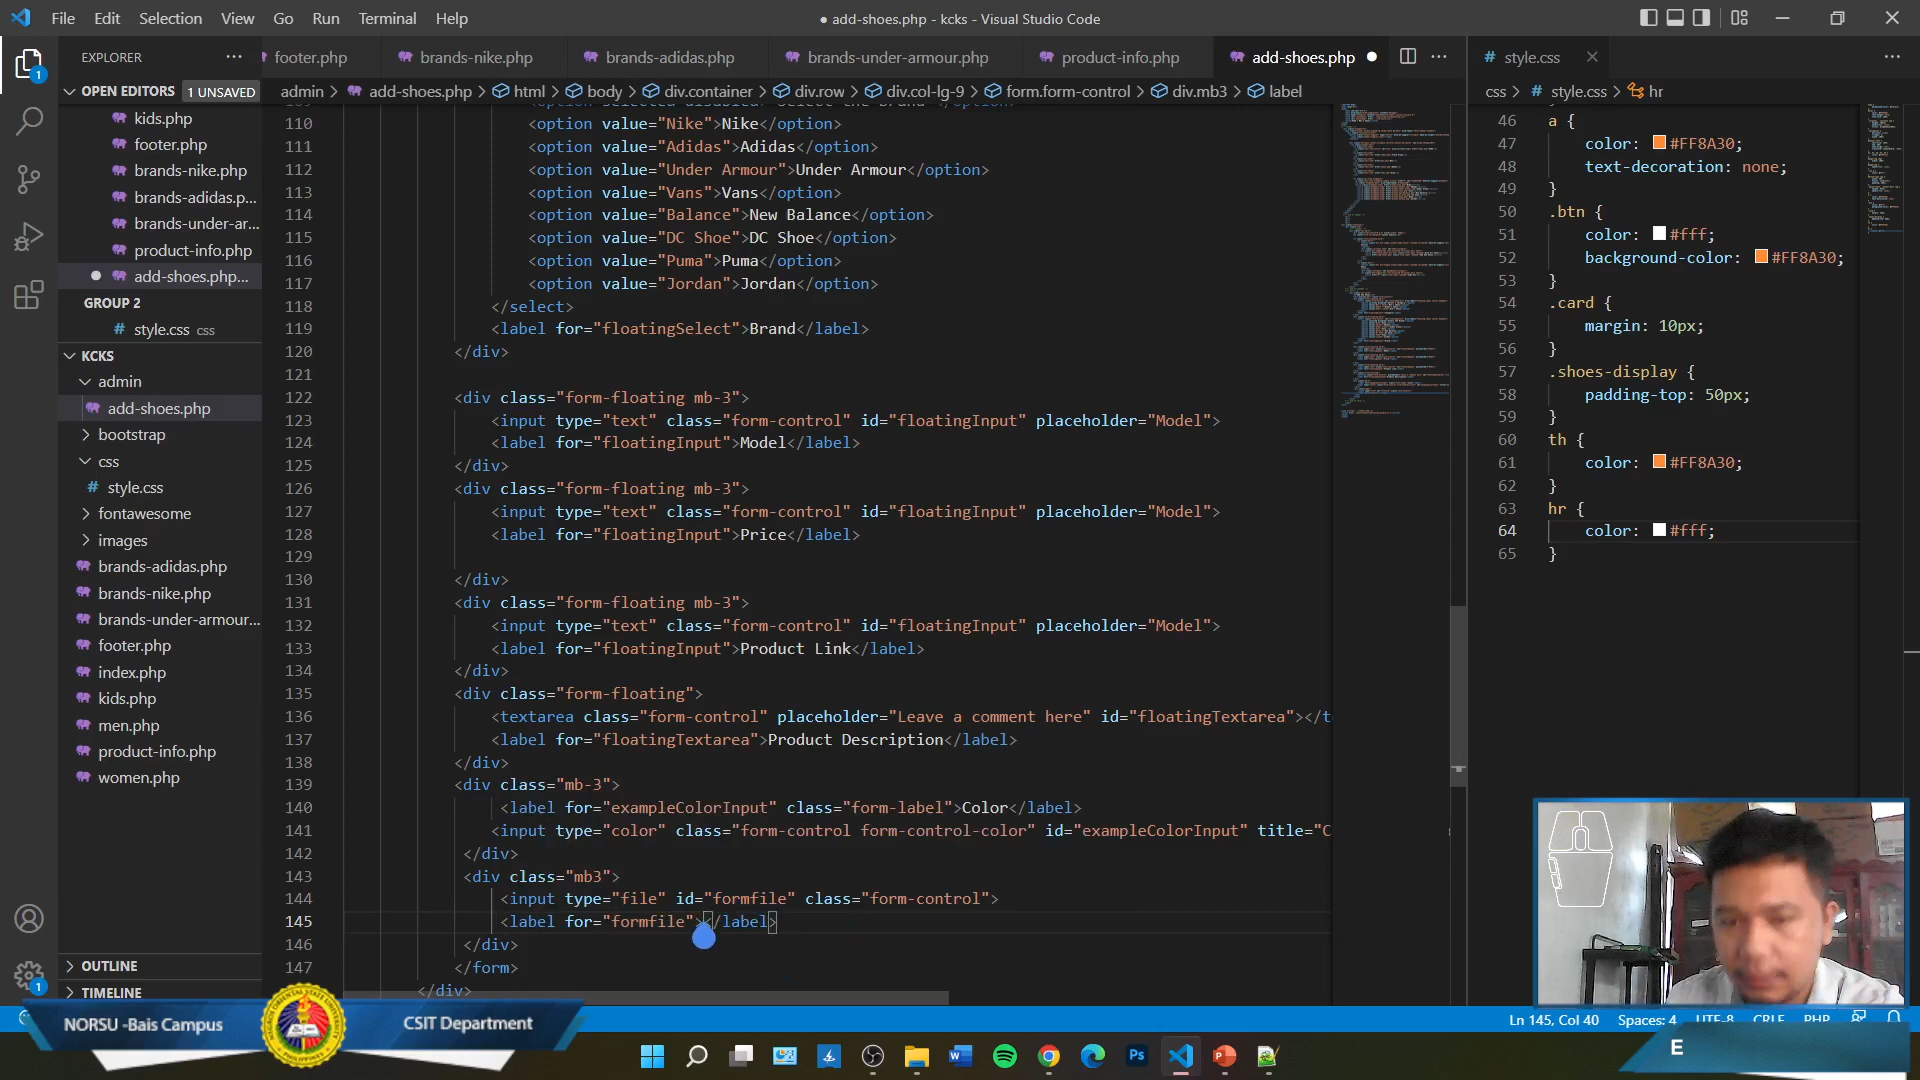 File Edit Selection View Go Run Terminal Help
● add-shoes.php - kcks - Visual Studio Code
EXPLORER
footer.php
brands-nike.php
brands-adidas.php
brands-under-armour.php
product-info.php
add-shoes.php
# style.css
OPEN EDITORS 1 UNSAVED
admin > add-shoes.php > html > body > div.container > div.row > div.col-lg-9 > form.form-control > div.mb3 > label
css > # style.css > hr
kids.php
footer.php
brands-nike.php
brands-adidas.p...
brands-under-ar...
product-info.php
add-shoes.php...
GROUP 2
# style.css css
KCKS
admin
add-shoes.php
bootstrap
css
# style.css
fontawesome
images
brands-adidas.php
brands-nike.php
brands-under-armour...
footer.php
index.php
kids.php
men.php
product-info.php
women.php
OUTLINE
TIMELINE
110 <option value="Nike">Nike</option>
111 <option value="Adidas">Adidas</option>
112 <option value="Under Armour">Under Armour</option>
113 <option value="Vans">Vans</option>
114 <option value="Balance">New Balance</option>
115 <option value="DC Shoe">DC Shoe</option>
116 <option value="Puma">Puma</option>
117 <option value="Jordan">Jordan</option>
118 </select>
119 <label for="floatingSelect">Brand</label>
120 </div>
121
122 <div class="form-floating mb-3">
123 <input type="text" class="form-control" id="floatingInput" placeholder="Model">
124 <label for="floatingInput">Model</label>
125 </div>
126 <div class="form-floating mb-3">
127 <input type="text" class="form-control" id="floatingInput" placeholder="Model">
128 <label for="floatingInput">Price</label>
129
130 </div>
131 <div class="form-floating mb-3">
132 <input type="text" class="form-control" id="floatingInput" placeholder="Model">
133 <label for="floatingInput">Product Link</label>
134 </div>
135 <div class="form-floating">
136 <textarea class="form-control" placeholder="Leave a comment here" id="floatingTextarea"></t
137 <label for="floatingTextarea">Product Description</label>
138 </div>
139 <div class="mb-3">
140 <label for="exampleColorInput" class="form-label">Color</label>
141 <input type="color" class="form-control form-control-color" id="exampleColorInput" title="C
142 </div>
143 <div class="mb3">
144 <input type="file" id="formfile" class="form-control">
145 <label for="formfile"></label>
146 </div>
147 </form>
</div>
46 a {
47 color: #FF8A30;
48 text-decoration: none;
49 }
50 .btn {
51 color: #fff;
52 background-color: #FF8A30;
53 }
54 .card {
55 margin: 10px;
56 }
57 .shoes-display {
58 padding-top: 50px;
59 }
60 th {
61 color: #FF8A30;
62 }
63 hr {
64 color: #fff;
65 }
Ln 145, Col 40 Spaces: 4 UTF-8 CRLF PHP
NORSU -Bais Campus
CSIT Department
E